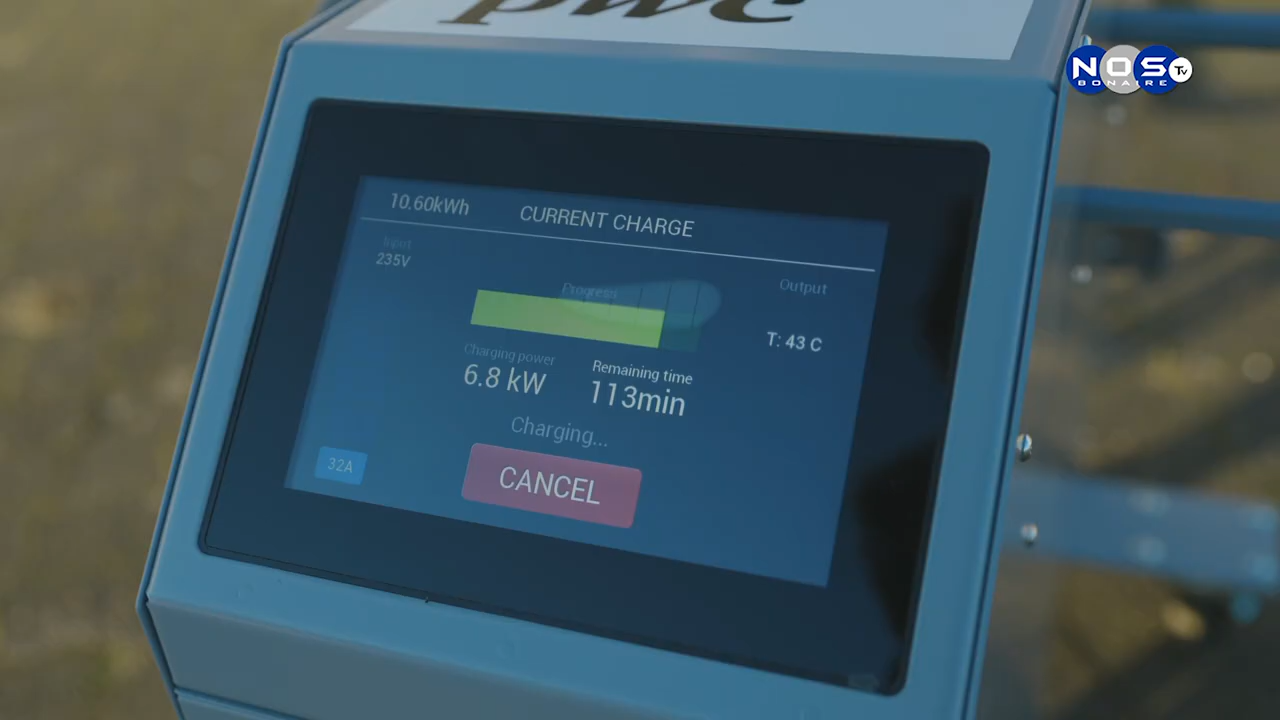 pwc
NOS TV
BONAIRE
10.60kWh
CURRENT CHARGE
Input
235V
Progress
Output
T: 43 C
Charging power
6.8 kW
Remaining time
113min
Charging...
32A
CANCEL